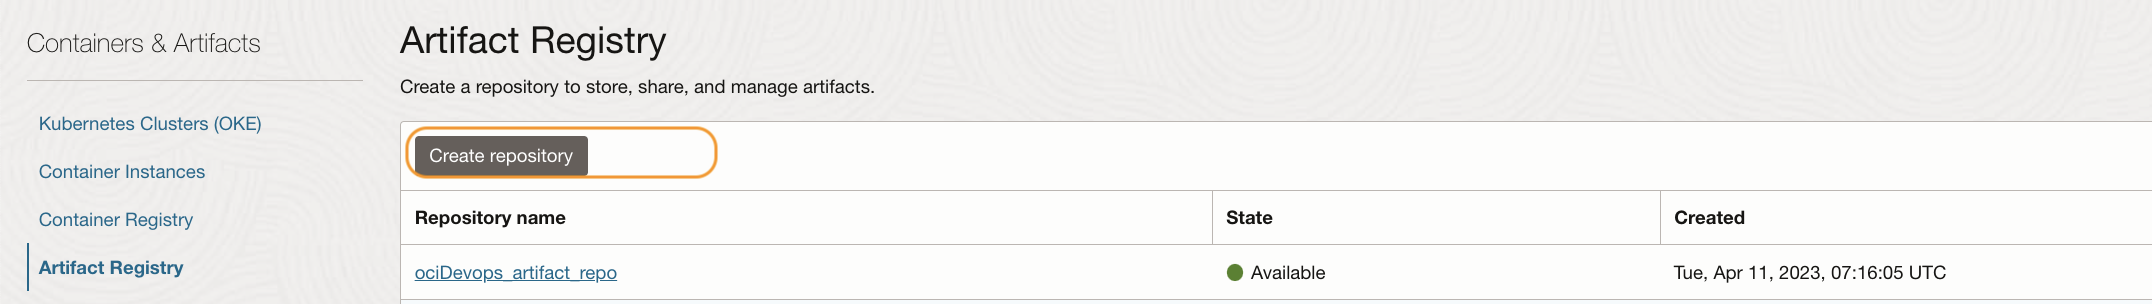 Containers & Artifacts
Kubernetes Clusters (OKE)
Container Instances
Container Registry
Artifact Registry
Artifact Registry
Create a repository to store, share, and manage artifacts.
Create repository
Repository name State Created
ociDevops_artifact_repo Available Tue, Apr 11, 2023, 07:16:05 UTC